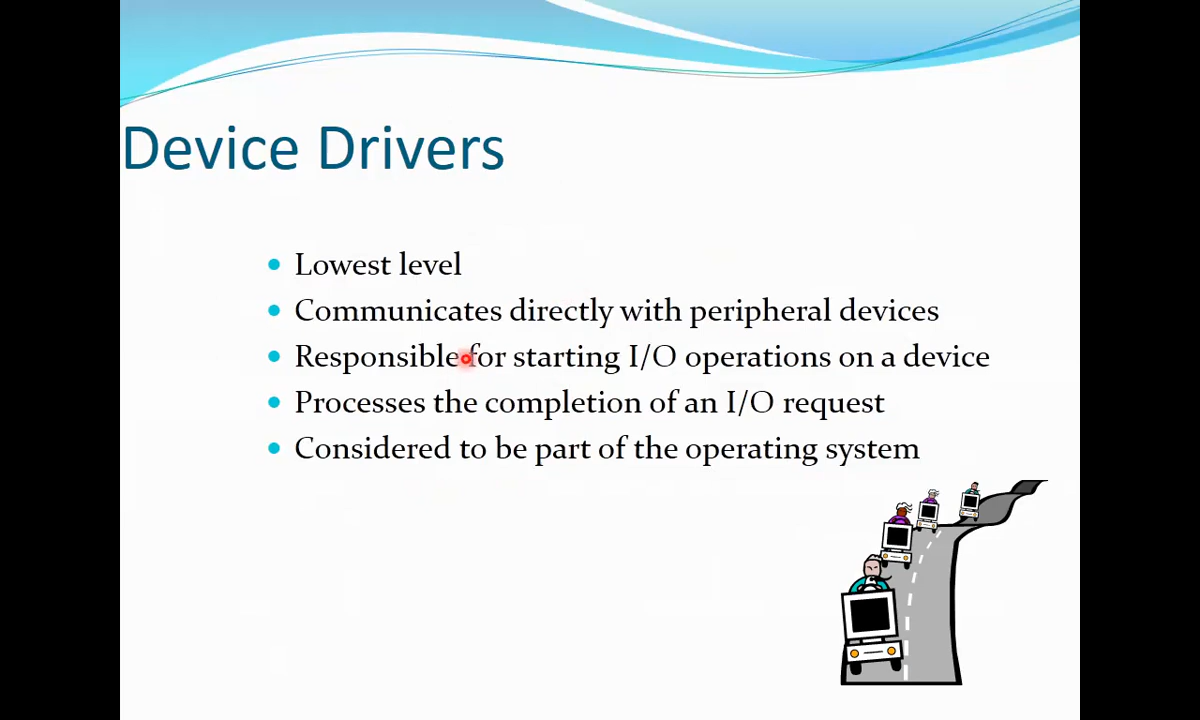 Device Drivers
Lowest level
Communicates directly with peripheral devices
Responsible for starting I/O operations on a device
Processes the completion of an I/O request
Considered to be part of the operating system